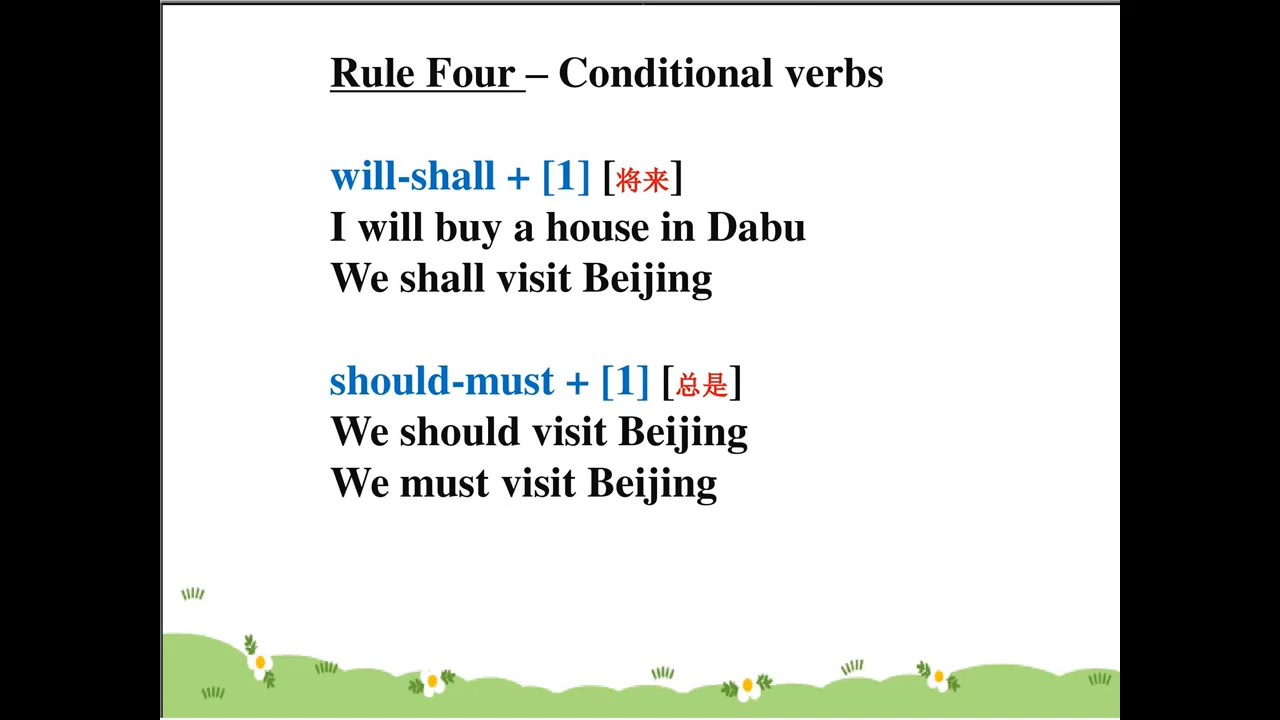 Rule Four – Conditional verbs
will-shall + [1] [将来]
I will buy a house in Dabu
We shall visit Beijing
should-must + [1] [总是]
We should visit Beijing
We must visit Beijing